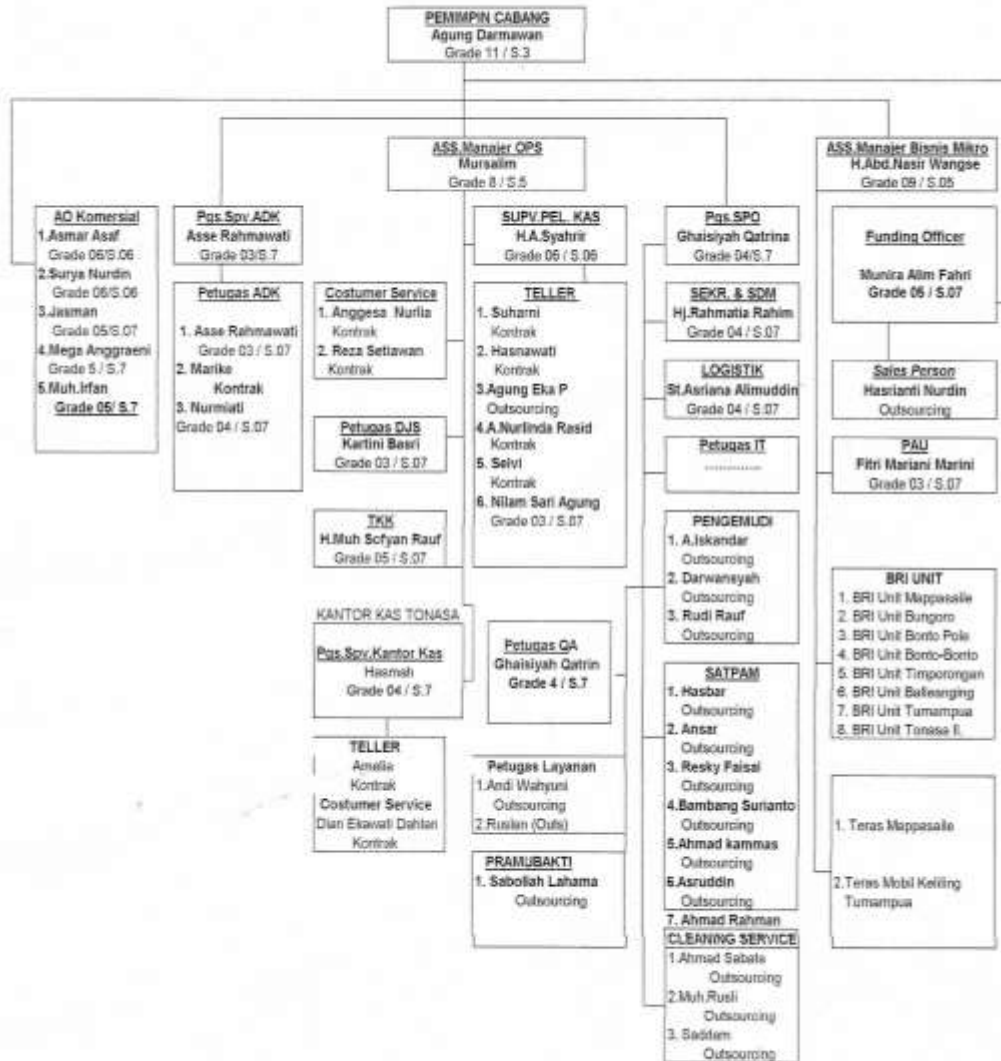 PEMIMPIN CABANG
Agung Darmawan
Grade 11 / S.3
ASS.Manajer OPS
Mursalim
Grade 8 / S.5
ASS.Manajer Bisnis Mikro
H.Abd.Nasir Wangse
Grade 09 / S.05
AO Komersial
1.Asmar Asaf
Grade 06/S.06
2.Surya Nurdin
Grade 06/S.06
3.Jasman
Grade 05/S.07
4.Mega Anggraeni
Grade 5 / S.7
5.Muh.Irfan
Grade 05/ S.7
Pgs.Spv.ADK
Asse Rahmawati
Grade 03/S.7
Petugas ADK
1. Asse Rahmawati
Grade 03 / S.07
2. Marike
Kontrak
3. Nurmiati
Grade 04 / S.07
Costumer Service
1. Anggesa Nurlia
Kontrak
2. Reza Setiawan
Kontrak
Petugas DJS
Kartini Basri
Grade 03 / S.07
TKK
H.Muh Sofyan Rauf
Grade 05 / S.07
KANTOR KAS TONASA
Pgs.Spv.Kantor Kas
Hasmah
Grade 04 / S.7
TELLER
Amelia
Kontrak
Costumer Service
Dian Ekawati Dahlan
Kontrak
SUPV.PEL. KAS
H.A.Syahrir
Grade 06 / S.06
TELLER
1. Suharni
Kontrak
2. Hasnawati
Kontrak
3.Agung Eka P
Outsourcing
4.A.Nurlinda Rasid
Kontrak
5. Selvi
Kontrak
6. Nilam Sari Agung
Grade 03 / S.07
Petugas QA
Ghaisiyah Qatrin
Grade 4 / S.7
Petugas Layanan
1.Andi Wahyuni
Outsourcing
2.Ruslan (Outs)
PRAMUBAKTI
1. Sabollah Lahama
Outsourcing
Pgs.SPO
Ghaisiyah Qatrina
Grade 04/S.7
SEKR. & SDM
Hj.Rahmatia Rahim
Grade 04 / S.07
LOGISTIK
St.Asriana Alimuddin
Grade 04 / S.07
Petugas IT
-------------
PENGEMUDI
1. A.Iskandar
Outsourcing
2. Darwansyah
Outsourcing
3. Rudi Rauf
Outsourcing
SATPAM
1. Hasbar
Outsourcing
2. Ansar
Outsourcing
3. Resky Faisal
Outsourcing
4.Bambang Surianto
Outsourcing
5.Ahmad kammas
Outsourcing
6.Asruddin
Outsourcing
7. Ahmad Rahman
CLEANING SERVICE
1.Ahmad Sabala
Outsourcing
2.Muh.Rusli
Outsourcing
3. Saddam
Outsourcing
Funding Officer
Munira Alim Fahri
Grade 06 / S.07
Sales Person
Hasrianti Nurdin
Outsourcing
PAU
Fitri Mariani Marini
Grade 03 / S.07
BRI UNIT
1. BRI Unit Mappasaile
2. BRI Unit Bungoro
3. BRI Unit Bonto Pole
4. BRI Unit Bonto-Bonto
5. BRI Unit Timporongan
6. BRI Unit Balleanging
7. BRI Unit Tumampua
8. BRI Unit Tonasa II.
1. Teras Mappasaile
2.Teras Mobil Keliling
Tumampua